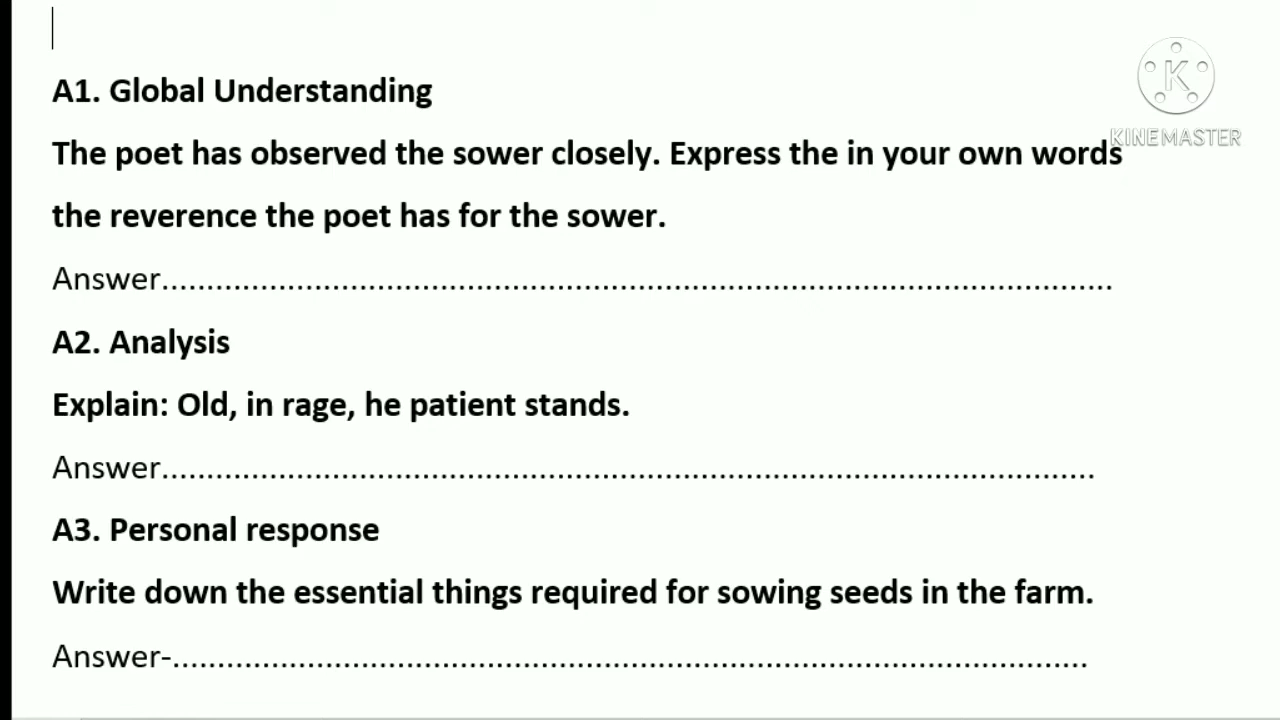 A1. Global Understanding
KINEMASTER
The poet has observed the sower closely. Express the in your own words
the reverence the poet has for the sower.
Answer..........................................................................................................
A2. Analysis
Explain: Old, in rage, he patient stands.
Answer........................................................................................................
A3. Personal response
Write down the essential things required for sowing seeds in the farm.
Answer-......................................................................................................